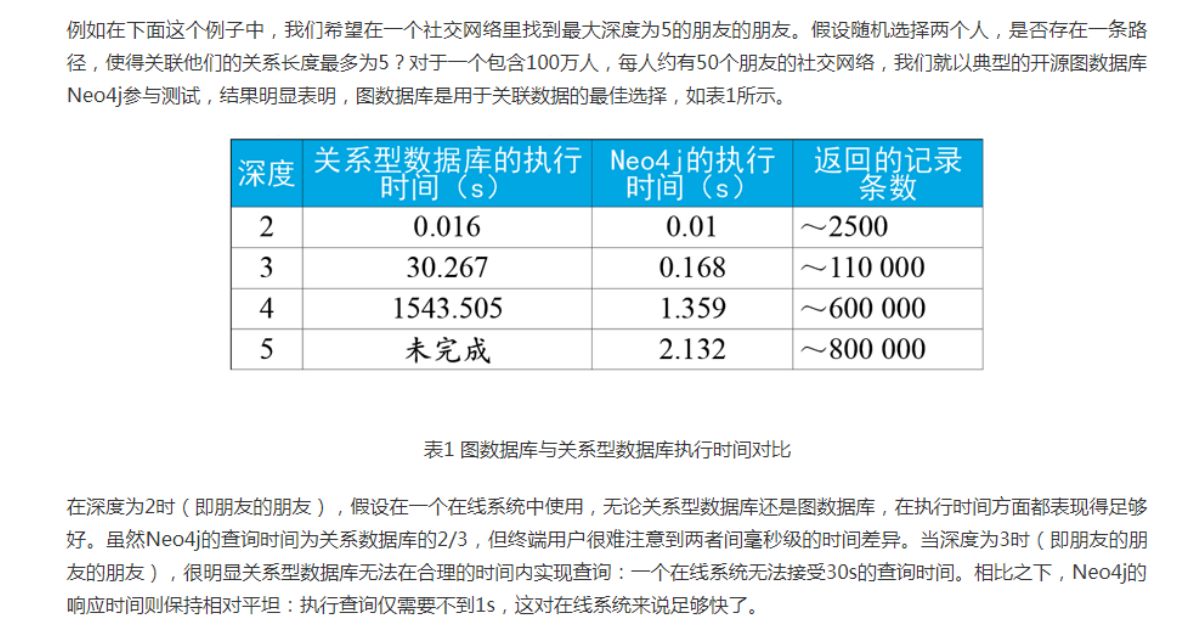 例如在下面这个例子中，我们希望在一个社交网络里找到最大深度为5的朋友的朋友。假设随机选择两个人，是否存在一条路
径，使得关联他们的关系长度最多为5？对于一个包含100万人，每人约有50个朋友的社交网络，我们就以典型的开源图数据库
Neo4j参与测试，结果明显表明，图数据库是用于关联数据的最佳选择，如表1所示。
深度 关系型数据库的执行 Neo4j的执行 返回的记录
时间（s） 时间（s） 条数
2 0.016 0.01 ～2500
3 30.267 0.168 ～110 000
4 1543.505 1.359 ～600 000
5 未完成 2.132 ～800 000
表1 图数据库与关系型数据库执行时间对比
在深度为2时（即朋友的朋友），假设在一个在线系统中使用，无论关系型数据库还是图数据库，在执行时间方面都表现得足够
好。虽然Neo4j的查询时间为关系数据库的2/3，但终端用户很难注意到两者间毫秒级的时间差异。当深度为3时（即朋友的朋
友的朋友），很明显关系型数据库无法在合理的时间内实现查询：一个在线系统无法接受30s的查询时间。相比之下，Neo4j的
响应时间则保持相对平坦：执行查询仅需要不到1s，这对在线系统来说足够快了。